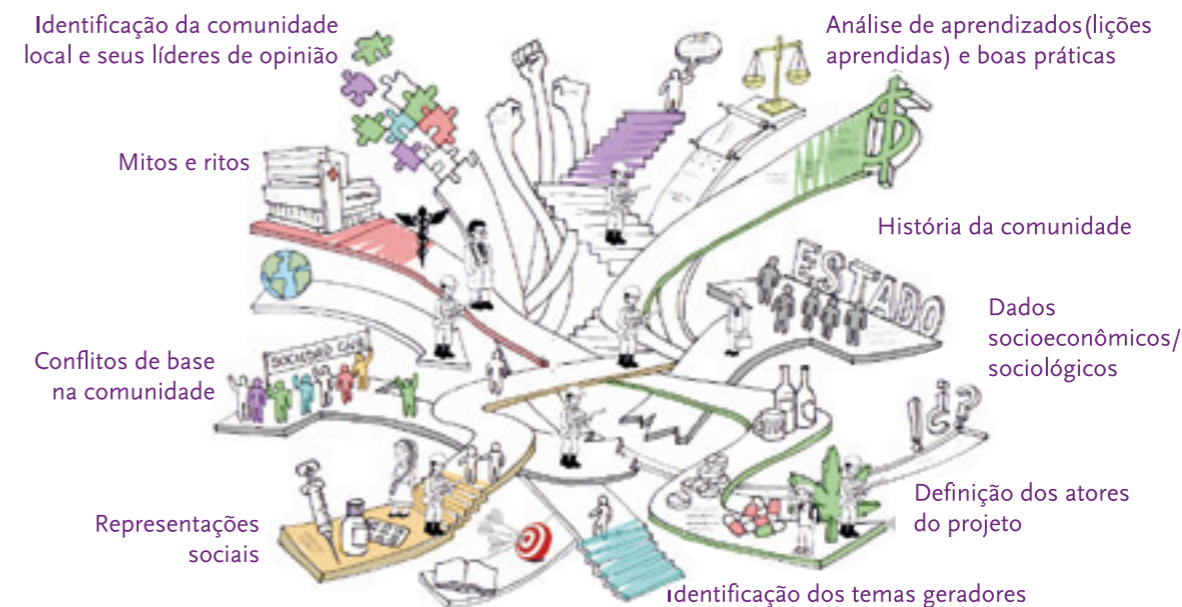 Identificação da comunidade
local e seus líderes de opinião
Análise de aprendizados(lições
aprendidas) e boas práticas
Mitos e ritos
História da comunidade
ESTADO
Dados
socioeconômicos/
sociológicos
Conflitos de base
na comunidade
!¿?
Definição dos atores
do projeto
Representações
sociais
Identificação dos temas geradores